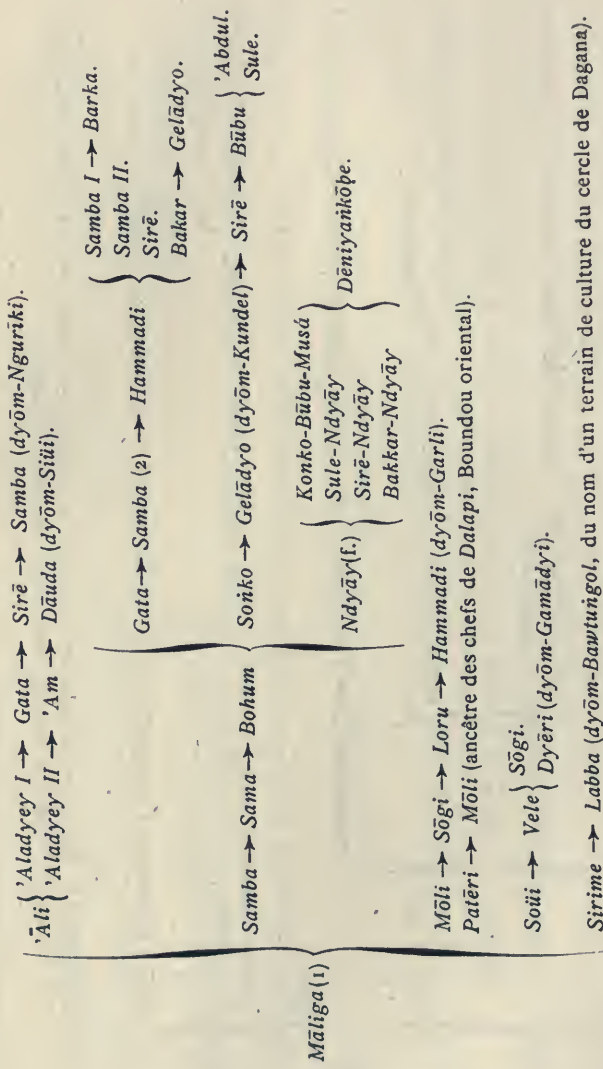 'Āli { 'Aladyey I → Gata → Sirē → Samba (dyōm-Ngurīki).
'Aladyey II → 'Am → Dāuda (dyōm-Siüi).
Samba I → Barka.
Samba II.
Gata → Samba (2) → Hammadi {
Sirē.
Bakar → Gelādyo.
Samba → Sama → Bohum
Soṅko → Gelādyo (dyōm-Kundel) → Sirē → Būbu { 'Abdul.
Sule.
Konko-Būbu-Musá
Ndyāy (f.) { Sule-Ndyāy } Dēniyaṅkōɓe.
Sirē-Ndyāy
Bakkar-Ndyāy
Māliga (1)
Mōli → Sōgi → Loru → Hammadi (dyōm-Garli).
Patēri → Mōli (ancêtre des chefs de Dalapi, Boundou oriental).
Soüi → Vele { Sōgi.
Dyēri (dyōm-Gamādyi).
Sirime → Labba (dyōm-Bawtuṅgol, du nom d'un terrain de culture du cercle de Dagana).